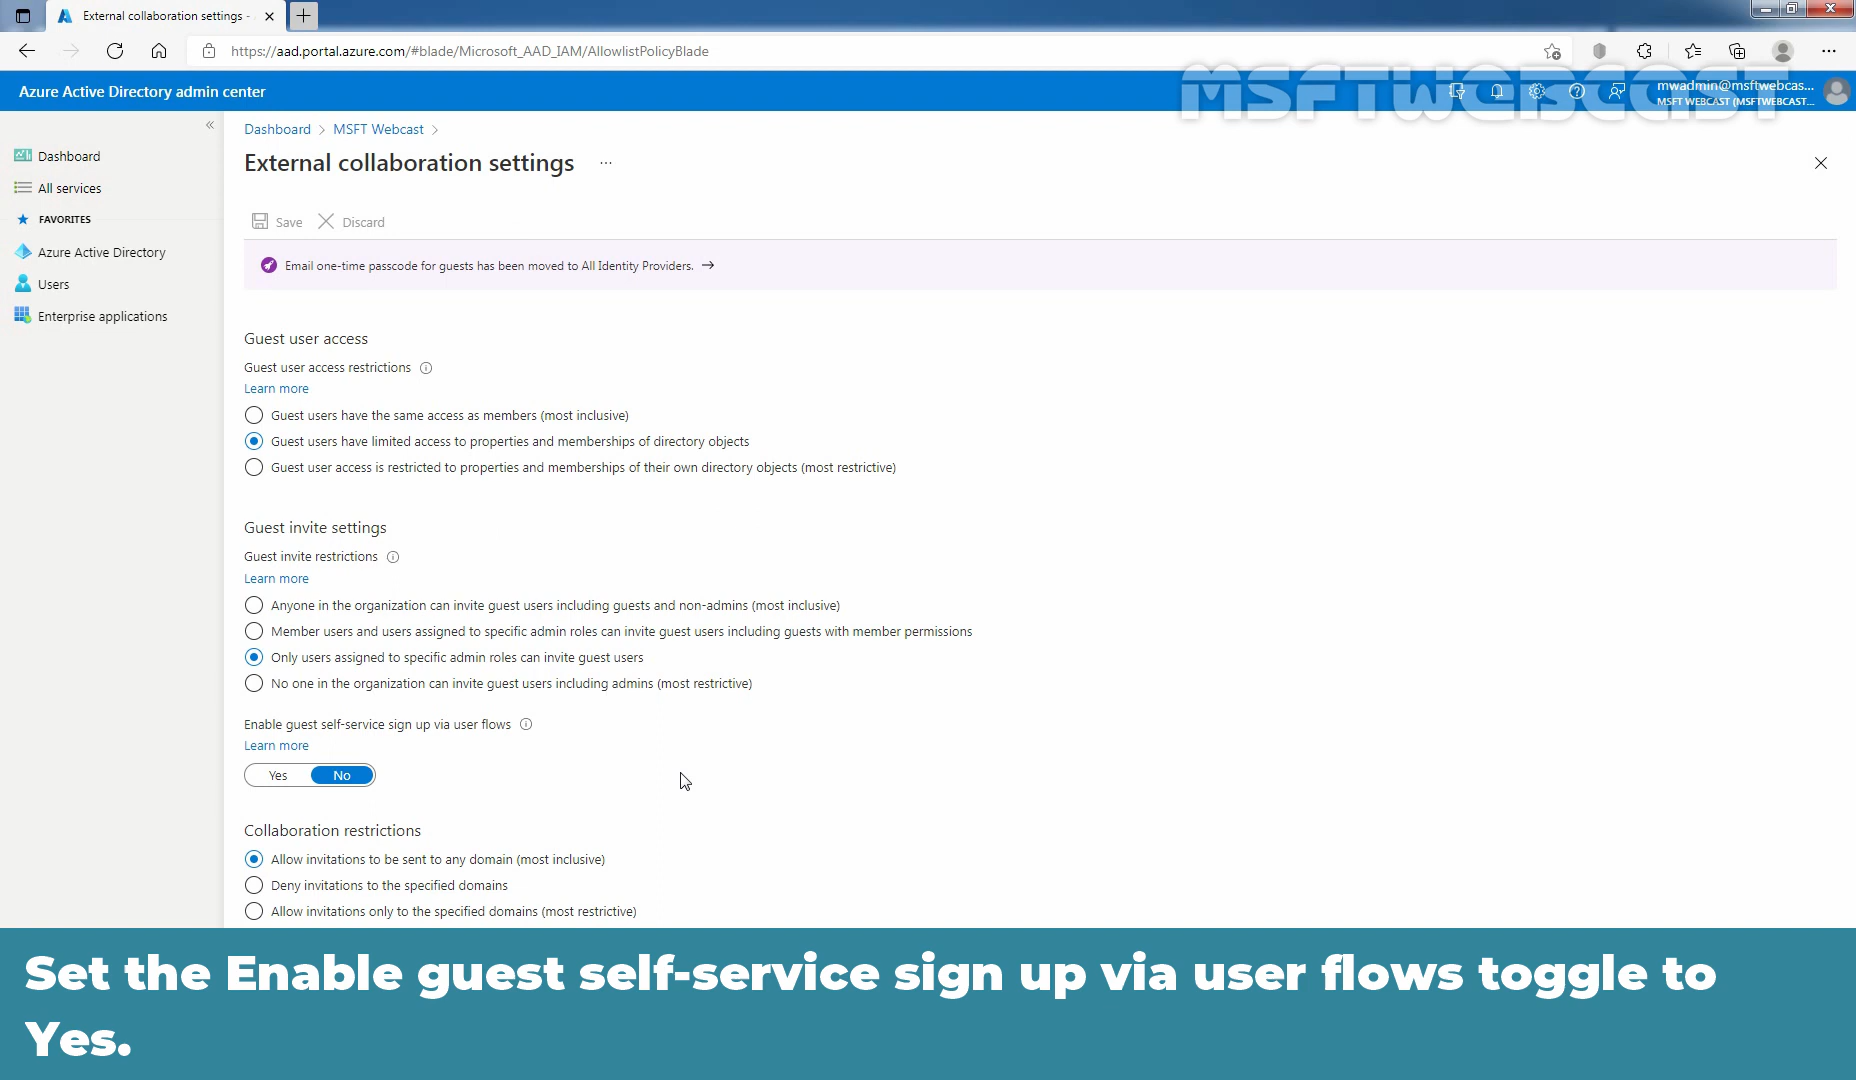 External collaboration settings -
https://aad.portal.azure.com/#blade/Microsoft_AAD_IAM/AllowlistPolicyBlade
MSFTWEBCAST
Azure Active Directory admin center
mwadmin@msftwebcas...
MSFT WEBCAST (MSFTWEBCAST....
Dashboard
All services
FAVORITES
Azure Active Directory
Users
Enterprise applications
Dashboard > MSFT Webcast >
External collaboration settings ...
Save Discard
Email one-time passcode for guests has been moved to All Identity Providers. →
Guest user access
Guest user access restrictions
Learn more
Guest users have the same access as members (most inclusive)
Guest users have limited access to properties and memberships of directory objects
Guest user access is restricted to properties and memberships of their own directory objects (most restrictive)
Guest invite settings
Guest invite restrictions
Learn more
Anyone in the organization can invite guest users including guests and non-admins (most inclusive)
Member users and users assigned to specific admin roles can invite guest users including guests with member permissions
Only users assigned to specific admin roles can invite guest users
No one in the organization can invite guest users including admins (most restrictive)
Enable guest self-service sign up via user flows
Learn more
Yes No
Collaboration restrictions
Allow invitations to be sent to any domain (most inclusive)
Deny invitations to the specified domains
Allow invitations only to the specified domains (most restrictive)
Set the Enable guest self-service sign up via user flows toggle to
Yes.